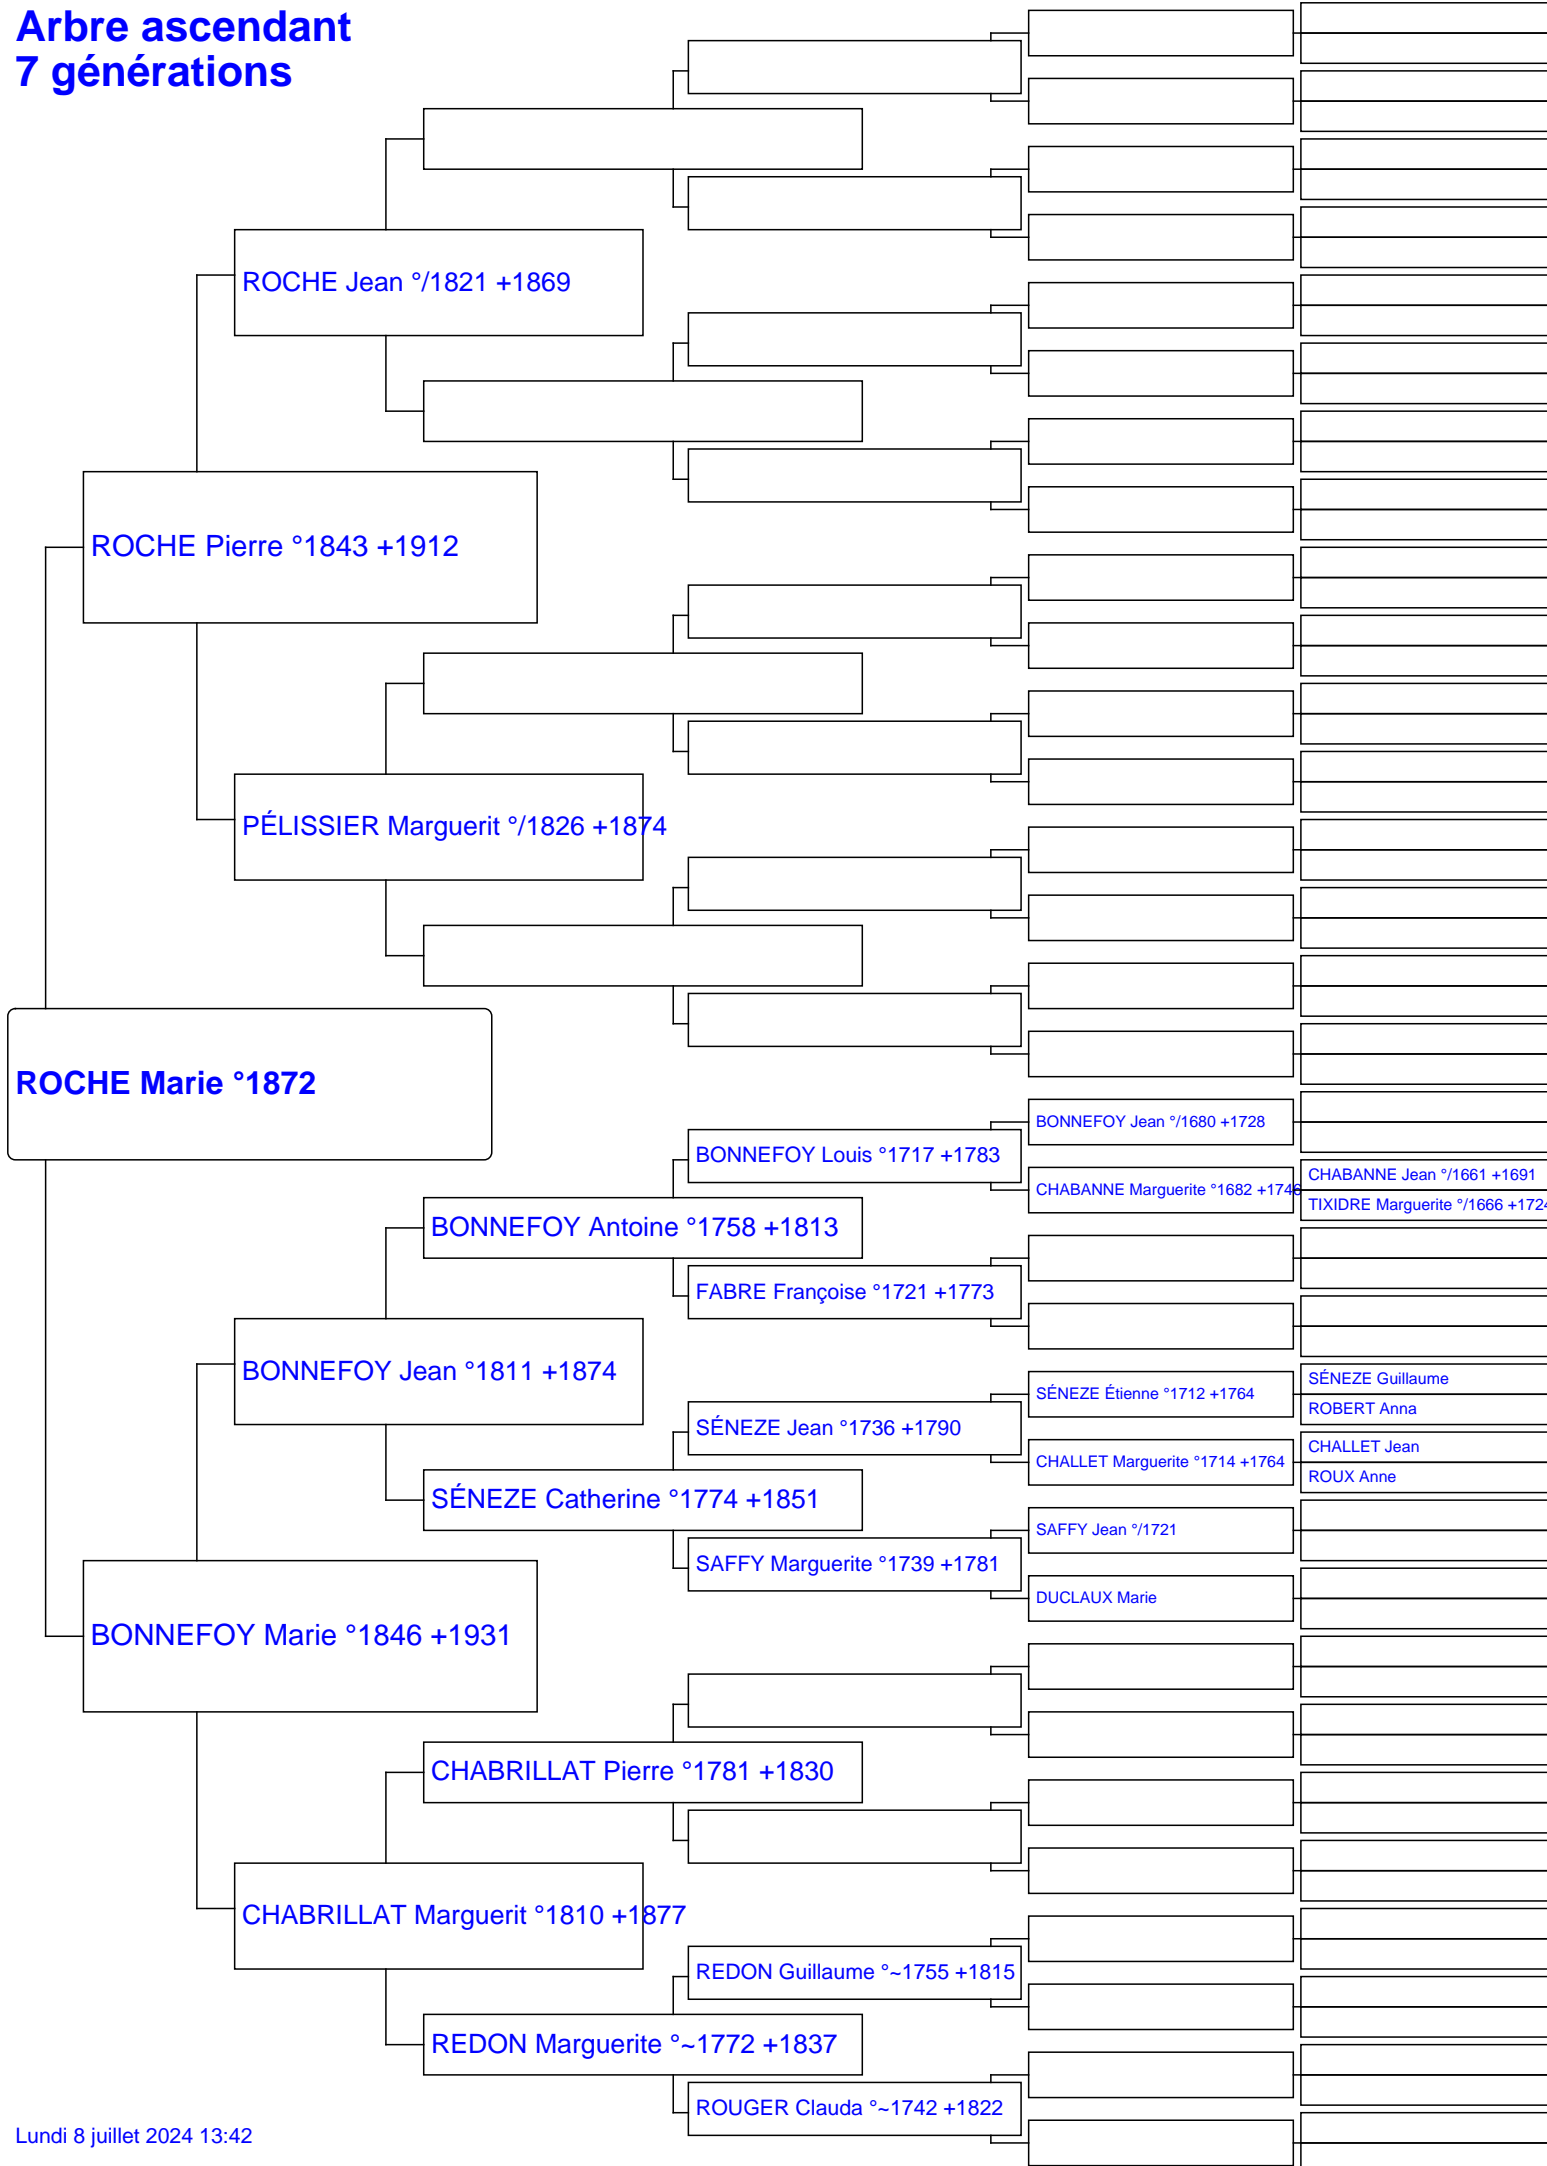 Arbre ascendant
7 générations
ROCHE Jean °/1821 +1869
ROCHE Pierre °1843 +1912
PÉLISSIER Marguerit °/1826 +1874
ROCHE Marie °1872
BONNEFOY Jean °/1680 +1728
BONNEFOY Louis °1717 +1783
CHABANNE Jean °/1661 +1691
CHABANNE Marguerite °1682 +1746
TIXIDRE Marguerite °/1666 +1724
BONNEFOY Antoine °1758 +1813
FABRE Françoise °1721 +1773
BONNEFOY Jean °1811 +1874
SÉNEZE Guillaume
SÉNEZE Étienne °1712 +1764
ROBERT Anna
SÉNEZE Jean °1736 +1790
CHALLET Jean
CHALLET Marguerite °1714 +1764
ROUX Anne
SÉNEZE Catherine °1774 +1851
SAFFY Jean °/1721
SAFFY Marguerite °1739 +1781
DUCLAUX Marie
BONNEFOY Marie °1846 +1931
CHABRILLAT Pierre °1781 +1830
CHABRILLAT Marguerit °1810 +1877
REDON Guillaume °~1755 +1815
REDON Marguerite °~1772 +1837
ROUGER Clauda °~1742 +1822
Lundi 8 juillet 2024 13:42